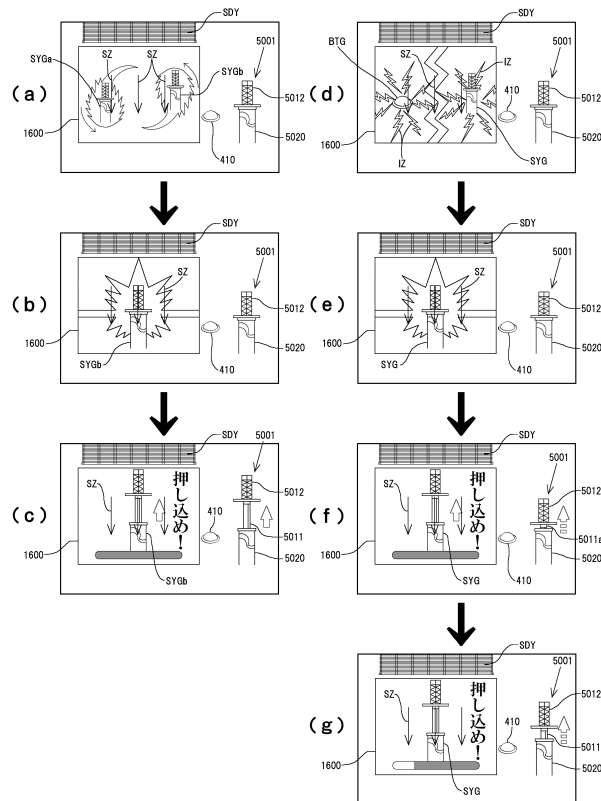 SDY
SYGa
SZ
SZ
SYGb
5001
5012
(a)
1600
410
5020
SDY
BTG
SZ
IZ
5001
410
5012
(d)
1600
5020
IZ
SYG
SDY
SZ
5001
5012
(b)
1600
5020
SYGb
410
SDY
SZ
5001
5012
(e)
1600
5020
SYG
410
SDY
5001
SZ
押し込め!
410
5012
(c)
5011
1600
5020
SYGb
SDY
5001
SZ
押し込め!
5012
(f)
5011a
1600
5020
SYG
410
SDY
5001
SZ
押し込め!
410
5012
(g)
5011
1600
5020
SYG